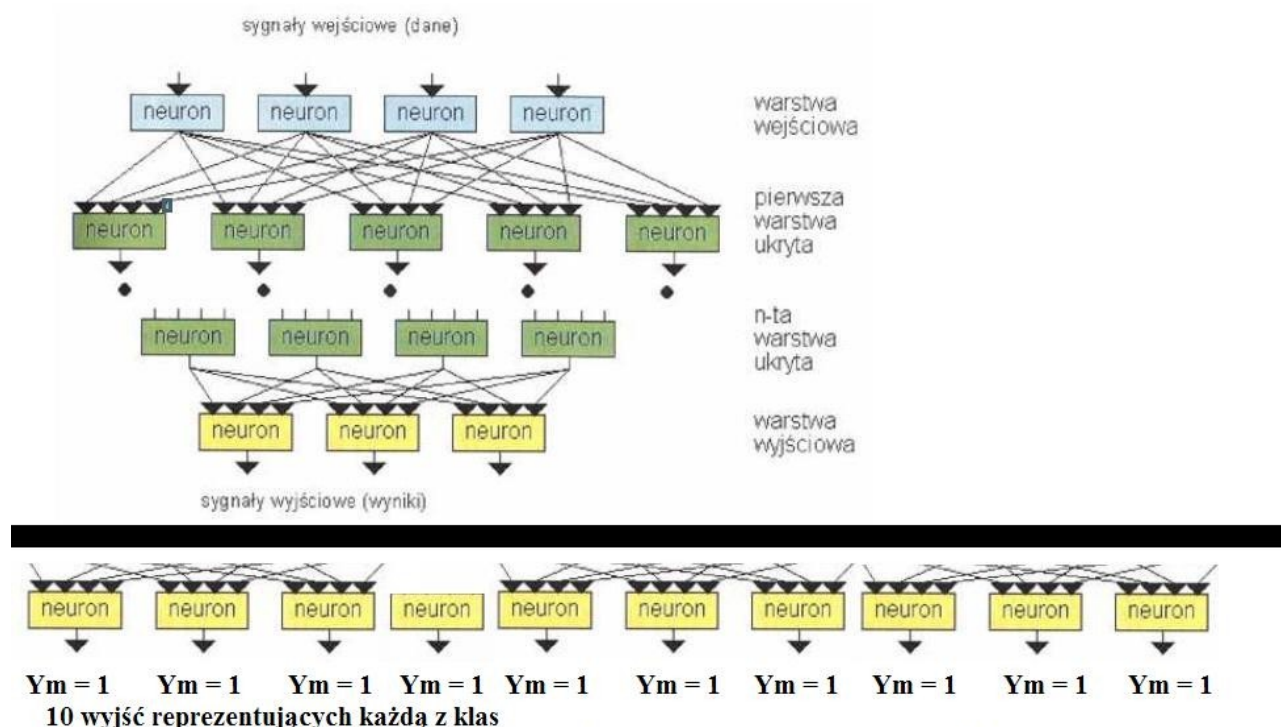 sygnały wejściowe (dane)
neuron neuron neuron neuron
warstwa
wejściowa
neuron neuron neuron neuron neuron
pierwsza
warstwa
ukryta
neuron neuron neuron neuron
n-ta
warstwa
ukryta
neuron neuron neuron
warstwa
wyjściowa
sygnały wyjściowe (wyniki)
neuron neuron neuron neuron neuron neuron neuron neuron neuron neuron
Ym = 1 Ym = 1 Ym = 1 Ym = 1 Ym = 1 Ym = 1 Ym = 1 Ym = 1 Ym = 1 Ym = 1
10 wyjść reprezentujących każdą z klas